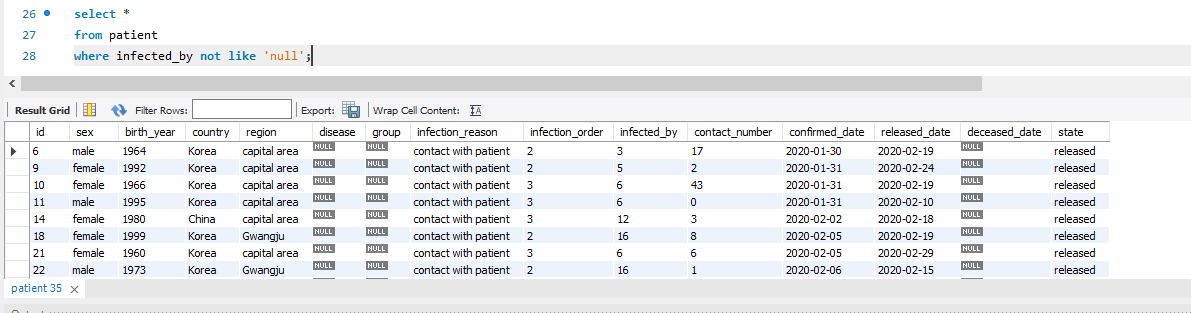 26 select *
27 from patient
28 where infected_by not like 'null';
Result Grid Filter Rows: Export: Wrap Cell Content:
id sex birth_year country region disease group infection_reason infection_order infected_by contact_number confirmed_date released_date deceased_date state
6 male 1964 Korea capital area NULL NULL contact with patient 2 3 17 2020-01-30 2020-02-19 NULL released
9 female 1992 Korea capital area NULL NULL contact with patient 2 5 2 2020-01-31 2020-02-24 NULL released
10 female 1966 Korea capital area NULL NULL contact with patient 3 6 43 2020-01-31 2020-02-19 NULL released
11 male 1995 Korea capital area NULL NULL contact with patient 3 6 0 2020-01-31 2020-02-10 NULL released
14 female 1980 China capital area NULL NULL contact with patient 3 12 3 2020-02-02 2020-02-18 NULL released
18 female 1999 Korea Gwangju NULL NULL contact with patient 2 16 8 2020-02-05 2020-02-19 NULL released
21 female 1960 Korea capital area NULL NULL contact with patient 3 6 6 2020-02-05 2020-02-29 NULL released
22 male 1973 Korea Gwangju NULL NULL contact with patient 2 16 1 2020-02-06 2020-02-15 NULL released
patient 35